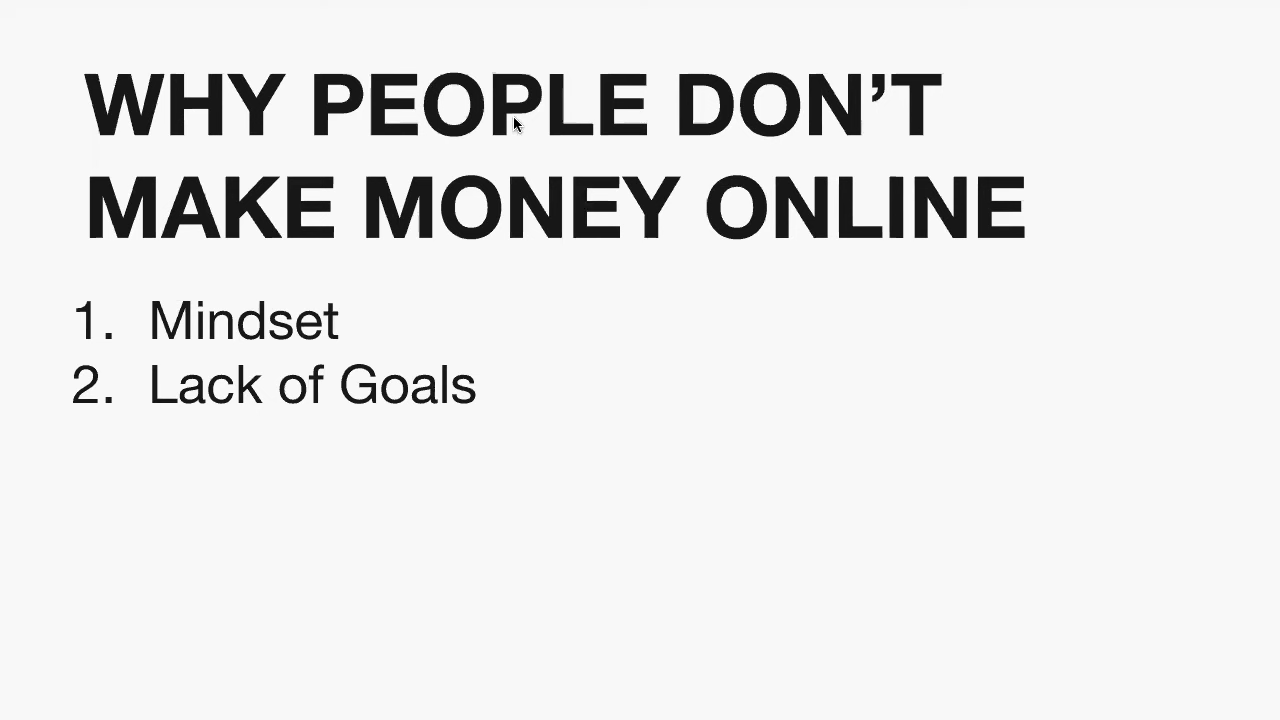 WHY PEOPLE DON’T
MAKE MONEY ONLINE
1. Mindset
2. Lack of Goals